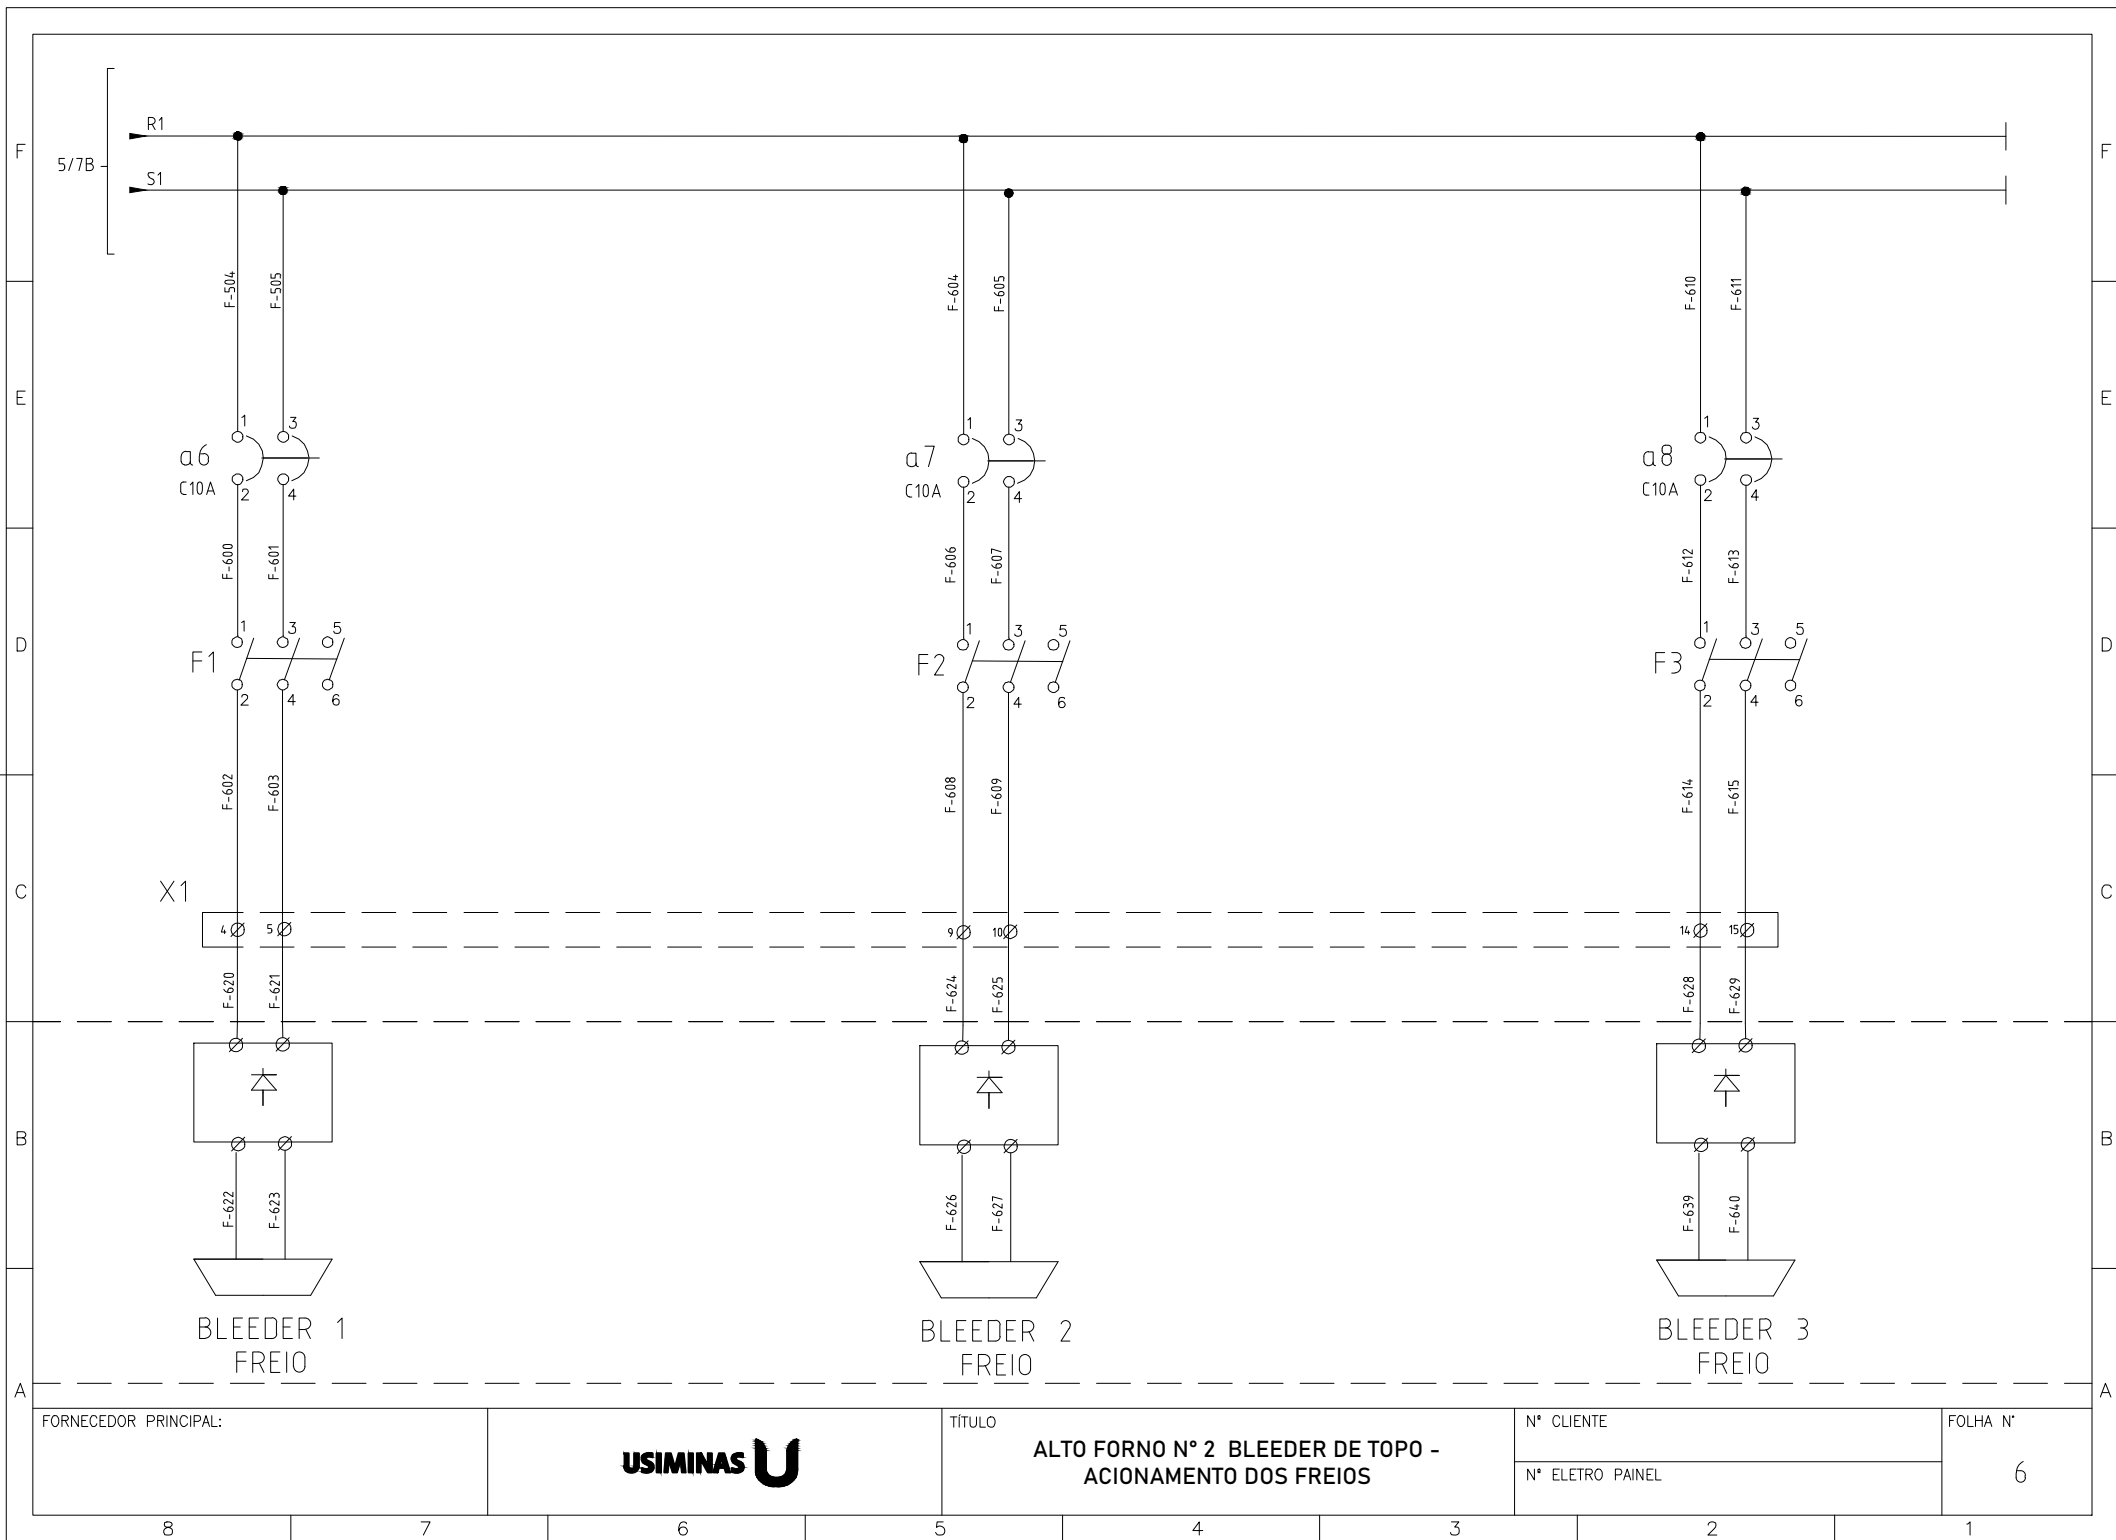 R1
5/7B
S1
F
F
F-504
F-505
F-604
F-605
F-610
F-611
E
E
1
3
1
3
1
3
a6
a7
a8
C10A
C10A
C10A
2
4
2
4
2
4
F-600
F-601
F-606
F-607
F-612
F-613
D
D
1
3
5
1
3
5
1
3
5
F1
F2
F3
2
4
6
2
4
6
2
4
6
F-602
F-603
F-608
F-609
F-614
F-615
C
X1
C
4
5
9
10
14
15
F-620
F-621
F-624
F-625
F-628
F-629
B
B
F-622
F-623
F-626
F-627
F-639
F-640
BLEEDER 1
FREIO
BLEEDER 2
FREIO
BLEEDER 3
FREIO
A
A
FORNECEDOR PRINCIPAL:
USIMINAS U
TÍTULO
ALTO FORNO Nº 2 BLEEDER DE TOPO -
ACIONAMENTO DOS FREIOS
Nº CLIENTE
Nº ELETRO PAINEL
FOLHA N°
6
8
7
6
5
4
3
2
1